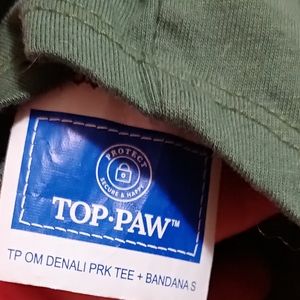 PROTECT
SECURE & HAPPY
TOP·PAW™
TP OM DENALI PRK TEE + BANDANA S